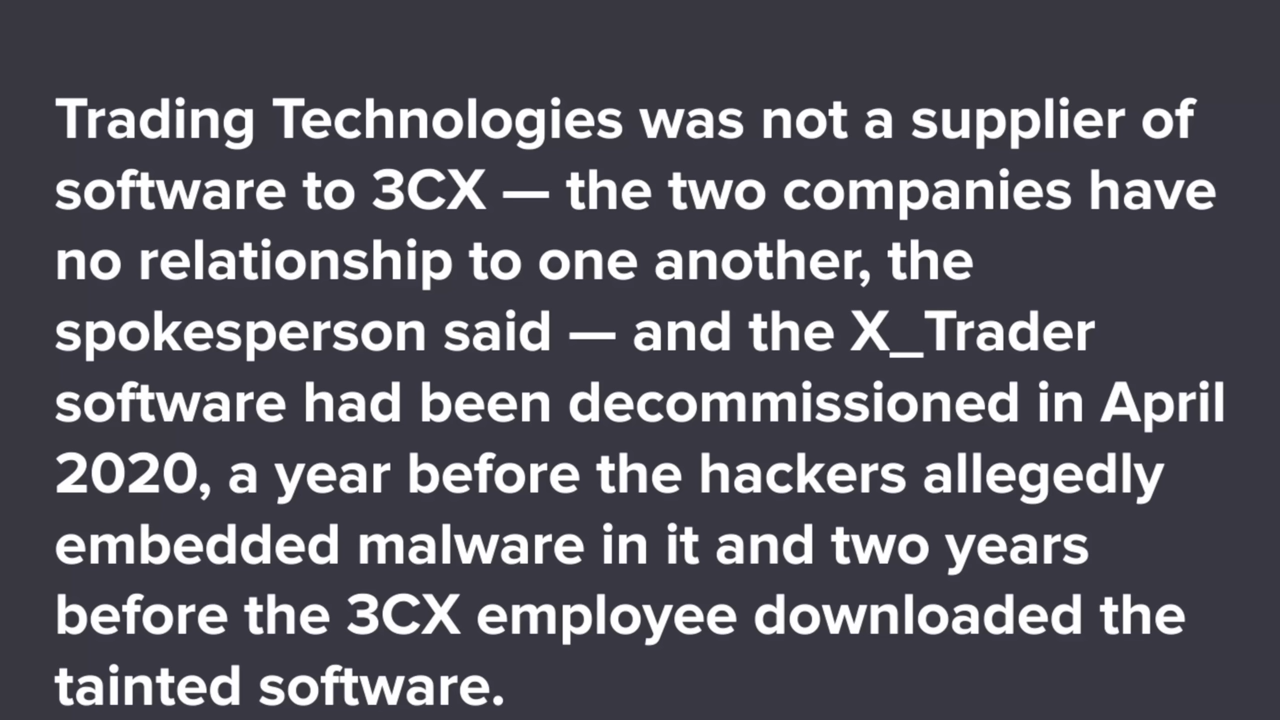 Trading Technologies was not a supplier of
software to 3CX — the two companies have
no relationship to one another, the
spokesperson said — and the X_Trader
software had been decommissioned in April
2020, a year before the hackers allegedly
embedded malware in it and two years
before the 3CX employee downloaded the
tainted software.